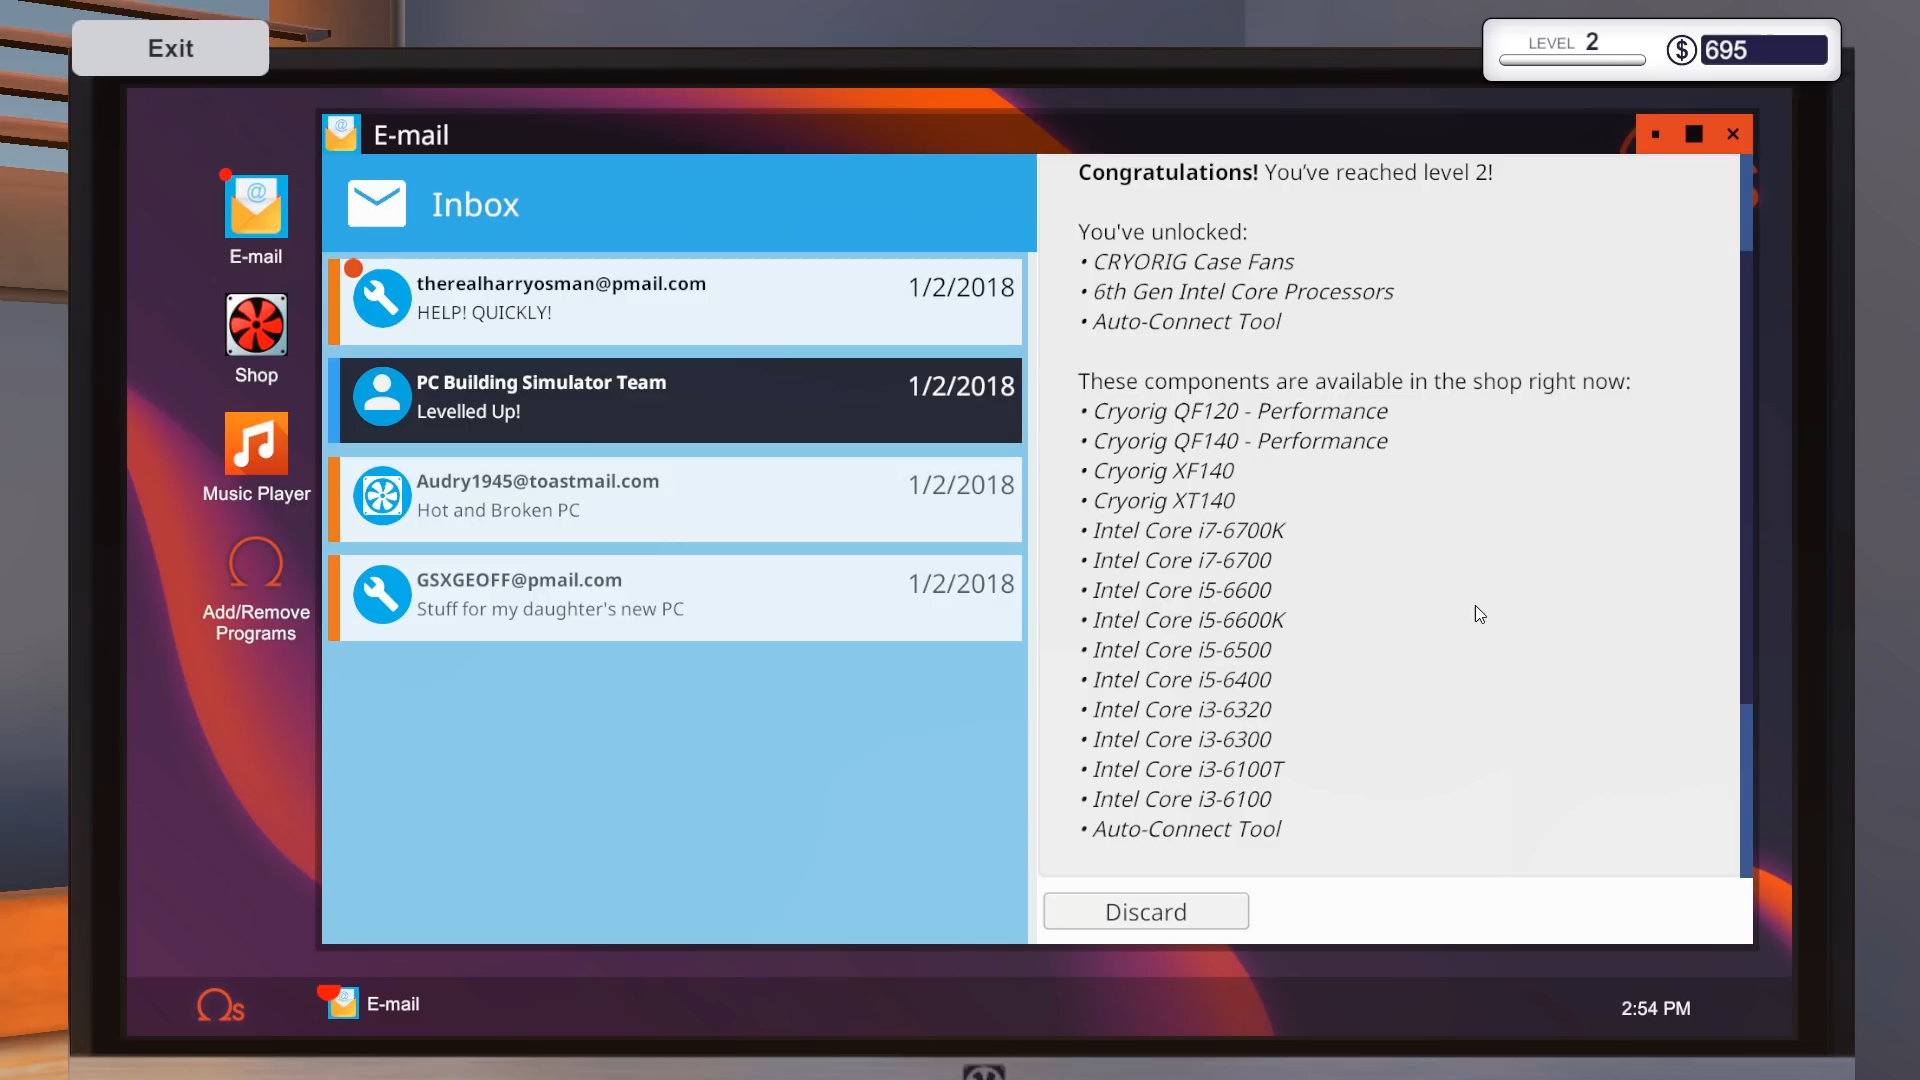 Exit
LEVEL 2
$ 695
E-mail
E-mail
Shop
Music Player
Add/Remove
Programs
Inbox
therealharryosman@pmail.com
1/2/2018
HELP! QUICKLY!
PC Building Simulator Team
1/2/2018
Levelled Up!
Audry1945@toastmail.com
1/2/2018
Hot and Broken PC
GSXGEOFF@pmail.com
1/2/2018
Stuff for my daughter's new PC
Congratulations! You've reached level 2!
You've unlocked:
• CRYORIG Case Fans
• 6th Gen Intel Core Processors
• Auto-Connect Tool
These components are available in the shop right now:
• Cryorig QF120 - Performance
• Cryorig QF140 - Performance
• Cryorig XF140
• Cryorig XT140
• Intel Core i7-6700K
• Intel Core i7-6700
• Intel Core i5-6600
• Intel Core i5-6600K
• Intel Core i5-6500
• Intel Core i5-6400
• Intel Core i3-6320
• Intel Core i3-6300
• Intel Core i3-6100T
• Intel Core i3-6100
• Auto-Connect Tool
Discard
Ωs
E-mail
2:54 PM